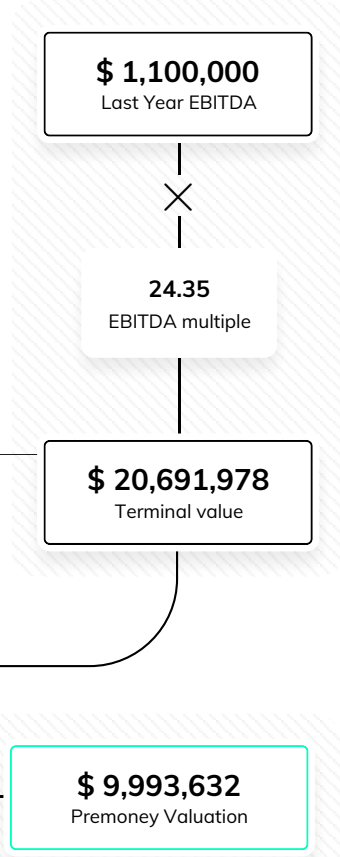 $ 1,100,000
Last Year EBITDA
24.35
EBITDA multiple
$ 20,691,978
Terminal value
$ 9,993,632
Premoney Valuation